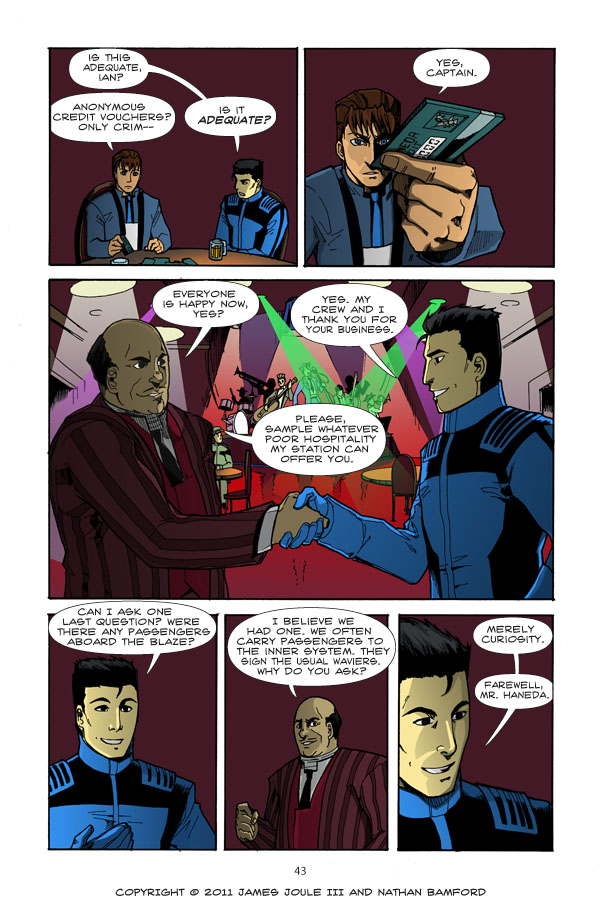 IS THIS
ADEQUATE,
IAN?
ANONYMOUS
CREDIT VOUCHERS?
ONLY CRIM--
IS IT
ADEQUATE?
YES,
CAPTAIN.
EVERYONE
IS HAPPY NOW,
YES?
YES. MY
CREW AND I
THANK YOU FOR
YOUR BUSINESS.
PLEASE,
SAMPLE WHATEVER
POOR HOSPITALITY
MY STATION CAN
OFFER YOU.
CAN I ASK ONE
LAST QUESTION? WERE
THERE ANY PASSENGERS
ABOARD THE BLAZE?
I BELIEVE WE
HAD ONE. WE OFTEN
CARRY PASSENGERS TO
THE INNER SYSTEM. THEY
SIGN THE USUAL WAVIERS.
WHY DO YOU ASK?
MERELY
CURIOSITY.
FAREWELL,
MR. HANEDA.
43
COPYRIGHT © 2011 JAMES JOULE III AND NATHAN BAMFORD